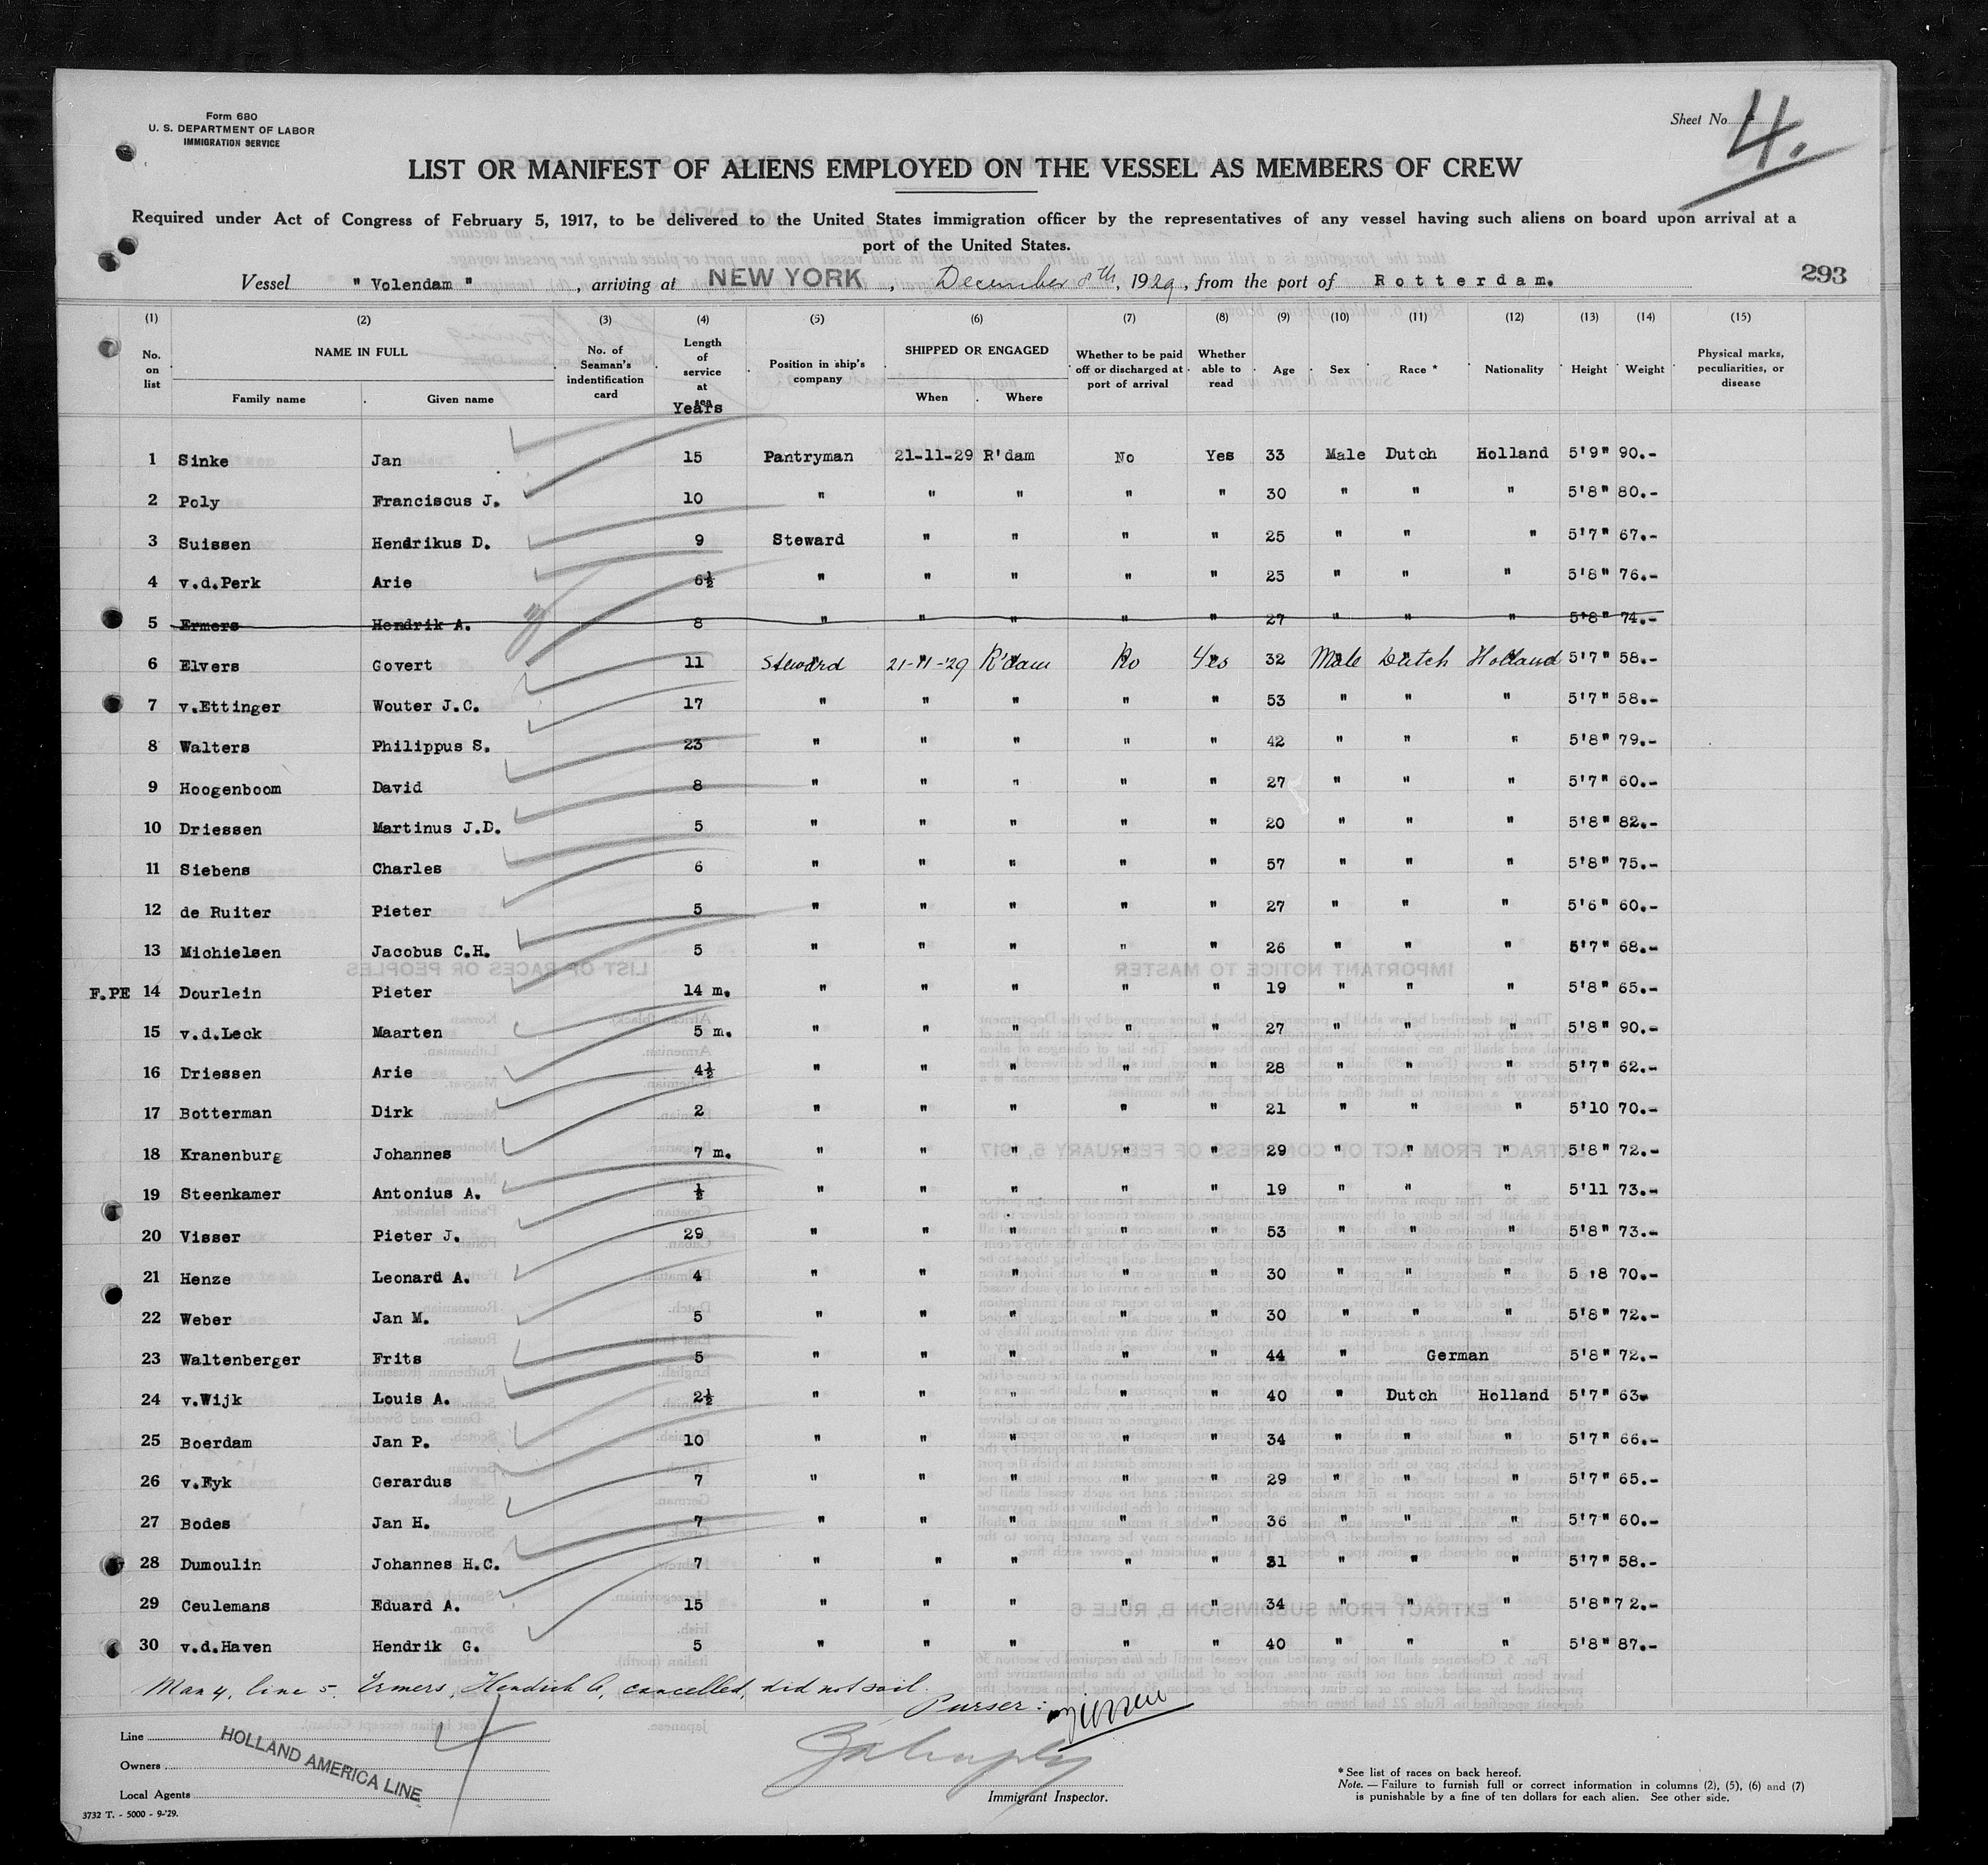 Form 680
U. S. DEPARTMENT OF LABOR
IMMIGRATION SERVICE
Sheet No. 4.
LIST OR MANIFEST OF ALIENS EMPLOYED ON THE VESSEL AS MEMBERS OF CREW
Required under Act of Congress of February 5, 1917, to be delivered to the United States immigration officer by the representatives of any vessel having such aliens on board upon arrival at a
port of the United States.
Vessel " Volendam " , arriving at NEW YORK , December 8th, 1929 , from the port of Rotterdam.
293
(1) (2) (3) (4) (5) (6) (7) (8) (9) (10) (11) (12) (13) (14) (15)
No. on list NAME IN FULL Family name Given name No. of Seaman's indentification card Length of service at sea Years Position in ship's company SHIPPED OR ENGAGED When Where Whether to be paid off or discharged at port of arrival Whether able to read Age Sex Race * Nationality Height Weight Physical marks, peculiarities, or disease
1 Sinke Jan 15 Pantryman 21-11-29 R'dam No Yes 33 Male Dutch Holland 5'9" 90.-
2 Poly Franciscus J. 10 " " " " " 30 " " " 5'8" 80.-
3 Suissen Hendrikus D. 9 Steward " " " " 25 " " " 5'7" 67.-
4 v.d.Perk Arie 6½ " " " " " 25 " " " 5'8" 76.-
5 Ermers Hendrik A. 8 " " " " " 27 " " " 5'8" 74.-
6 Elvers Govert 11 Steward 21-11-29 R'dam No Yes 32 Male Dutch Holland 5'7" 58.-
7 v.Ettinger Wouter J.C. 17 " " " " " 53 " " " 5'7" 58.-
8 Walters Philippus S. 23 " " " " " 42 " " " 5'8" 79.-
9 Hoogenboom David 8 " " " " " 27 " " " 5'7" 60.-
10 Driessen Martinus J.D. 5 " " " " " 20 " " " 5'8" 82.-
11 Siebens Charles 6 " " " " " 57 " " " 5'8" 75.-
12 de Ruiter Pieter 5 " " " " " 27 " " " 5'6" 60.-
13 Michielsen Jacobus C.H. 5 " " " " " 26 " " " 5'7" 68.-
F.PE 14 Dourlein Pieter 14 m. " " " " " 19 " " " 5'8" 65.-
15 v.d.Leck Maarten 5 m. " " " " " 27 " " " 5'8" 90.-
16 Driessen Arie 4½ " " " " " 28 " " " 5'7" 62.-
17 Botterman Dirk 2 " " " " " 21 " " " 5'10 70.-
18 Kranenburg Johannes 7 m. " " " " " 29 " " " 5'8" 72.-
19 Steenkamer Antonius A. ½ " " " " " 19 " " " 5'11 73.-
20 Visser Pieter J. 29 " " " " " 53 " " " 5'8" 73.-
21 Henze Leonard A. 4 " " " " " 30 " " " 5 '8 70.-
22 Weber Jan M. 5 " " " " " 30 " " " 5'8" 72.-
23 Waltenberger Frits 5 " " " " " 44 " German 5'8" 72.-
24 v.Wijk Louis A. 2½ " " " " " 40 " Dutch Holland 5'7" 63.-
25 Boerdam Jan P. 10 " " " " " 34 " " " 5'7" 66.-
26 v.Eyk Gerardus 7 " " " " " 29 " " " 5'7" 65.-
27 Bodes Jan H. 7 " " " " " 36 " " " 5'7" 60.-
28 Dumoulin Johannes H.C. 7 " " " " " 31 " " " 5'7" 58.-
29 Ceulemans Eduard A. 15 " " " " " 34 " " " 5'8" 72.-
30 v.d.Haven Hendrik G. 5 " " " " " 40 " " " 5'8" 87.-
Man 4, line 5. Ermers, Hendrik A, cancelled, did not sail.
Purser:
Line
Owners
Local Agents
HOLLAND AMERICA LINE
3732 T. - 5000 - 9-'29.
Immigrant Inspector.
* See list of races on back hereof.
Note. — Failure to furnish full or correct information in columns (2), (5), (6) and (7)
is punishable by a fine of ten dollars for each alien. See other side.